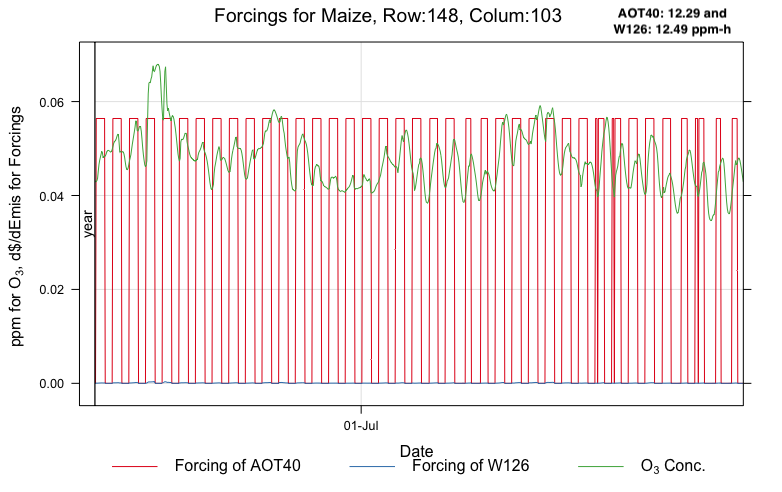 Forcings for Maize, Row:148, Colum:103
AOT40: 12.29 and
W126: 12.49 ppm-h
ppm for O₃, d$/dEmis for Forcings
0.06
0.04
0.02
0.00
year
01-Jul
Date
Forcing of AOT40 Forcing of W126 O₃ Conc.